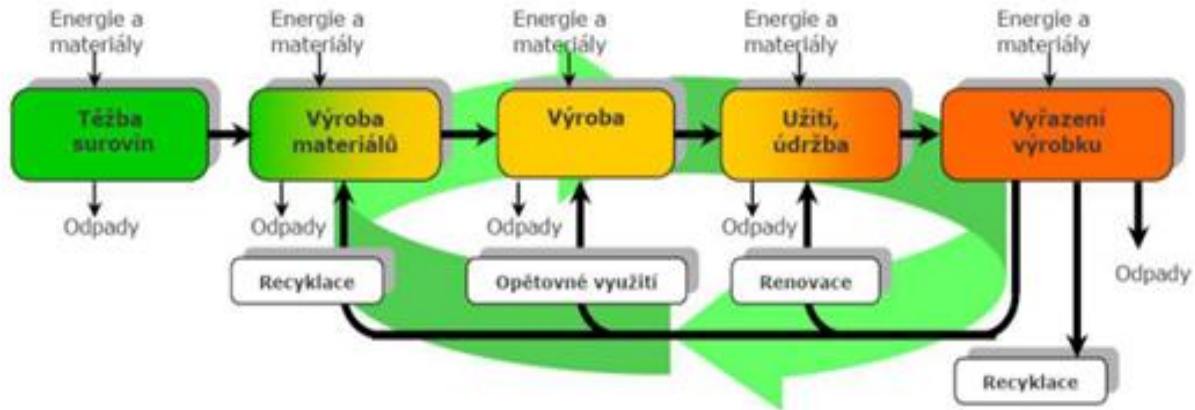 Energie a
materiály
Energie a
materiály
Energie a
materiály
Energie a
materiály
Energie a
materiály
Těžba
surovin
Výroba
materiálů
Výroba
Užití,
údržba
Vyřazení
výrobku
Odpady
Odpady
Odpady
Odpady
Odpady
Recyklace
Opětovné využití
Renovace
Recyklace